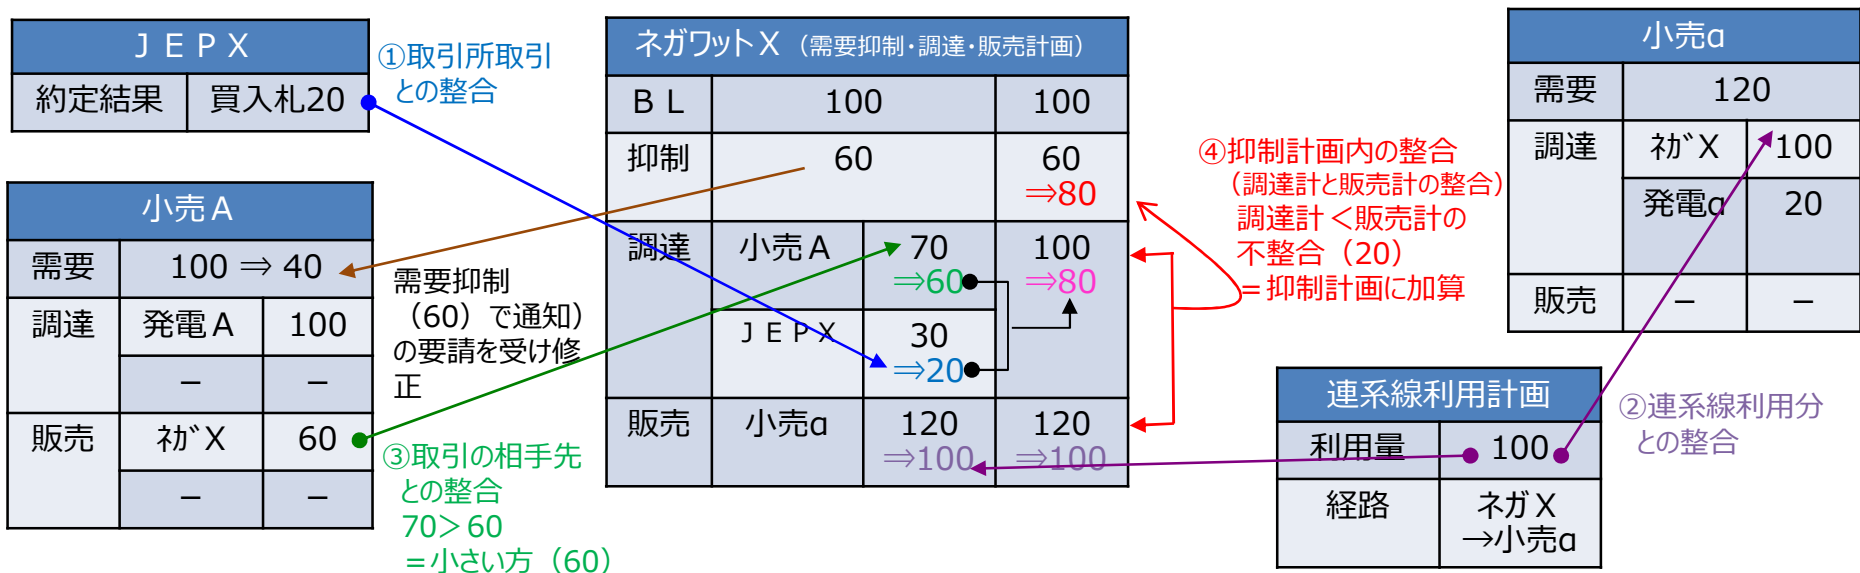 ＪＥＰＸ
約定結果 買入札20
①取引所取引
との整合
小売Ａ
需要 100 ⇒ 40
調達 発電Ａ 100
− −
販売 ﾈｶﾞX 60
− −
需要抑制
（60）で通知）
の要請を受け修
正
③取引の相手先
との整合
70＞60
＝小さい方（60）
ネガワットＸ（需要抑制・調達・販売計画）
ＢＬ 100 100
抑制 60 60
⇒80
調達 小売Ａ 70 100
⇒60 ⇒80
ＪＥＰＸ 30
⇒20
販売 小売α 120 120
⇒100 ⇒100
④抑制計画内の整合
（調達計と販売計の整合）
調達計＜販売計の
不整合（20）
＝抑制計画に加算
小売α
需要 120
調達 ﾈｶﾞX 100
発電α 20
販売 − −
連系線利用計画
利用量 100
経路 ネガＸ
→小売α
②連系線利用分
との整合